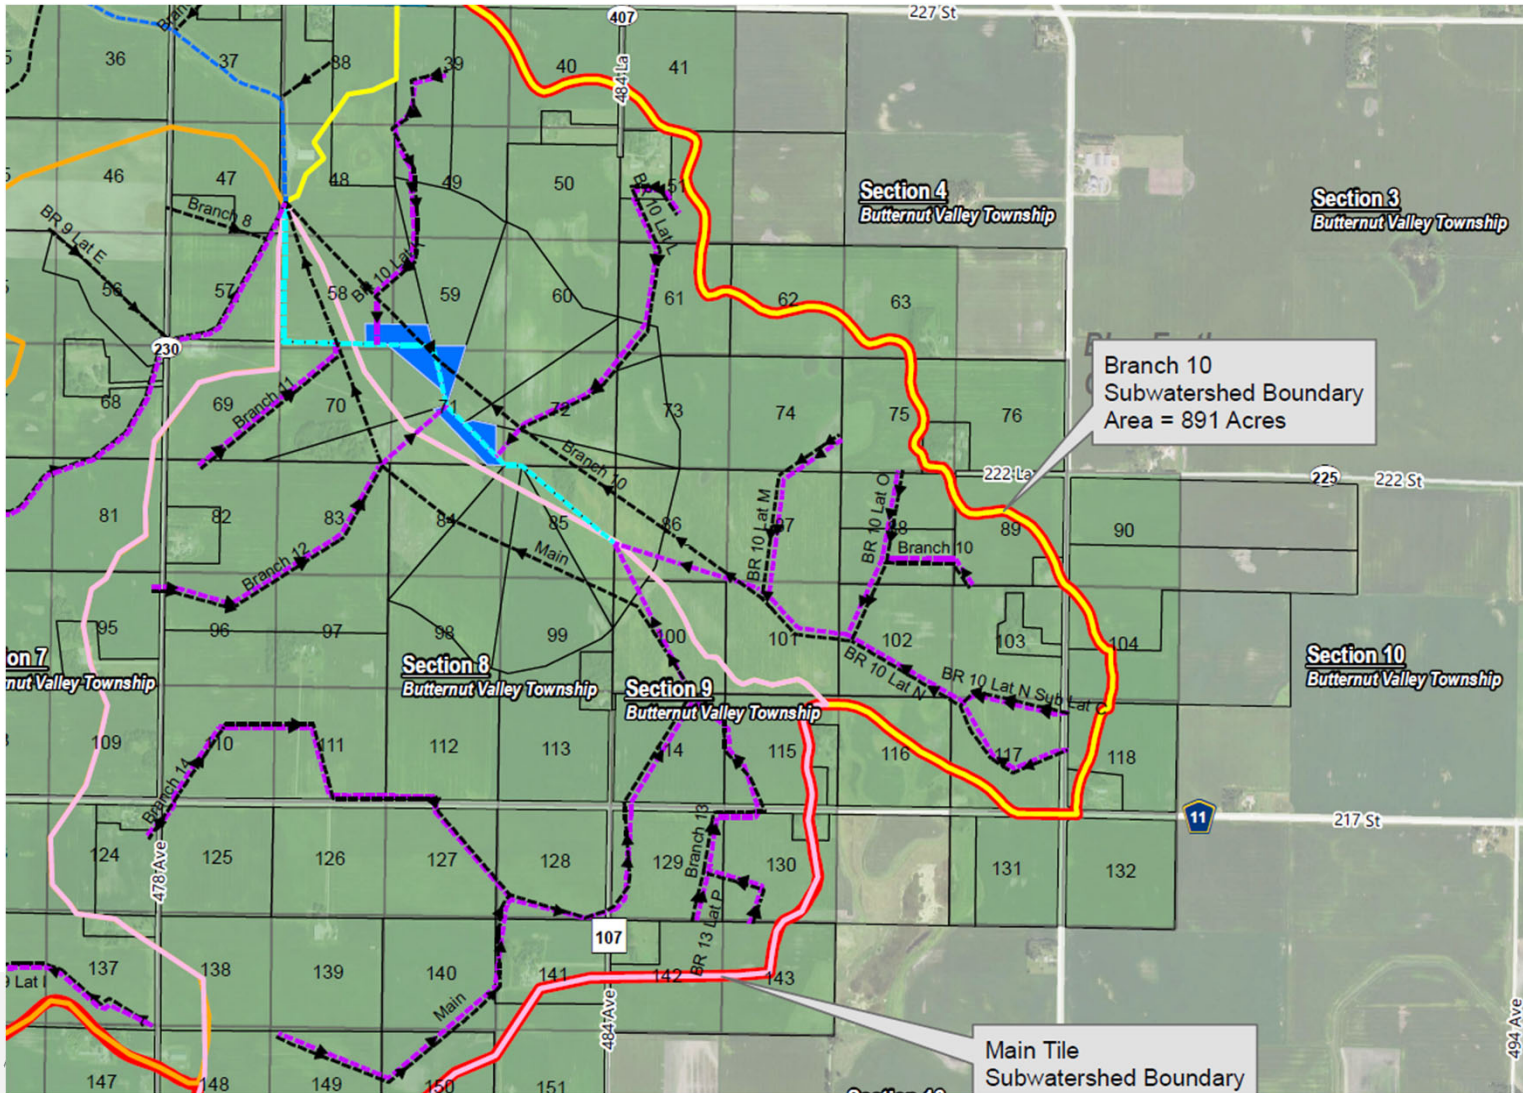 227 St
407
484 La
36
37
38
39
40
41
46
47
48
49
50
51
Section 4
Butternut Valley Township
Section 3
Butternut Valley Township
Branch 8
BR 9 Lat E
BR 10 Lat L
56
57
58
59
60
61
62
63
230
Branch 10
Subwatershed Boundary
Area = 891 Acres
68
69
70
71
72
73
74
75
76
Branch 11
Branch 10
222 La
225
222 St
81
82
83
84
85
86
89
90
BR 10 Lat M
BR 10 Lat O
Branch 10
Branch 12
Main
95
96
97
98
99
100
101
102
103
104
Section 8
Butternut Valley Township
Section 9
Butternut Valley Township
Section 10
Butternut Valley Township
BR 10 Lat N
BR 10 Lat N Sub Lat
109
111
112
113
115
116
117
118
Branch 14
11
217 St
478 Ave
124
125
126
127
128
129
130
131
132
Branch 13
BR 13 Lat P
107
137
138
139
140
141
142
143
Main
484 Ave
494 Ave
147
148
149
150
151
Main Tile
Subwatershed Boundary